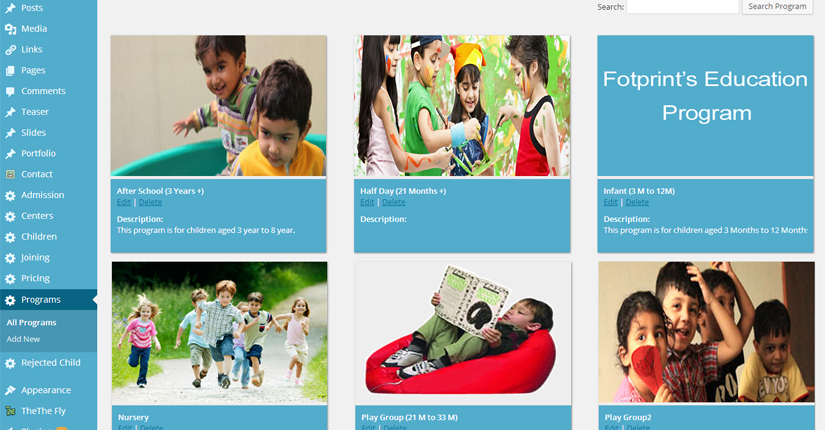 Posts
Media
Links
Pages
Comments
Teaser
Slides
Portfolio
Contact
Admission
Centers
Children
Joining
Pricing
Programs
All Programs
Add New
Rejected Child
Appearance
TheThe Fly
Search:
Search Program
Fotprint's Education
Program
After School (3 Years +)
Edit | Delete
Description:
This program is for children aged 3 year to 8 year.
Half Day (21 Months +)
Edit | Delete
Description:
Infant (3 M to 12M)
Edit | Delete
Description:
This program is for children aged 3 Months to 12 Month
Nursery
Edit | Delete
Play Group (21 M to 33 M)
Edit | Delete
Play Group2
Edit | Delete